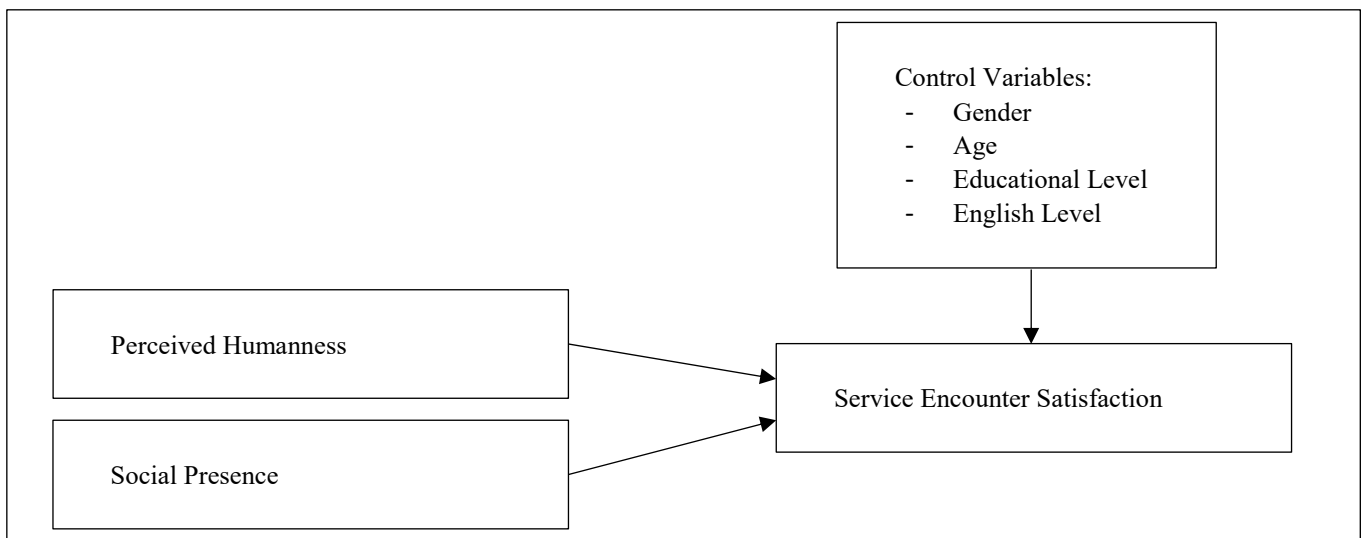 Control Variables:
- Gender
- Age
- Educational Level
- English Level
Perceived Humanness
Service Encounter Satisfaction
Social Presence